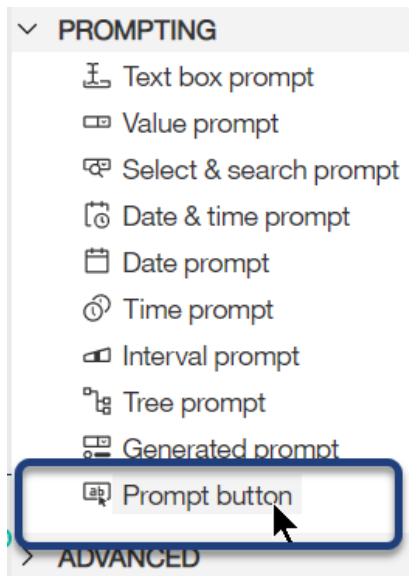 PROMPTING
Text box prompt
Value prompt
Select & search prompt
Date & time prompt
Date prompt
Time prompt
Interval prompt
Tree prompt
Generated prompt
Prompt button
ADVANCED